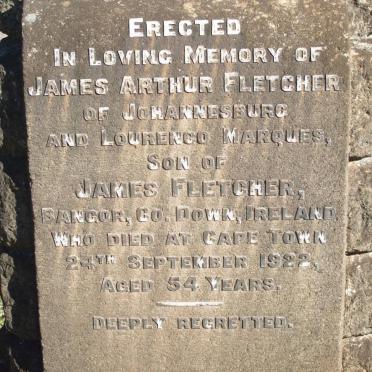 Erected
In Loving Memory of
James Arthur Fletcher
of Johannesburg
and Lourenco Marques,
Son of
James Fletcher,
Bangor, Co. Down, Ireland
Who died at Cape Town
24th September 1922,
Aged 54 Years.
Deeply regretted.